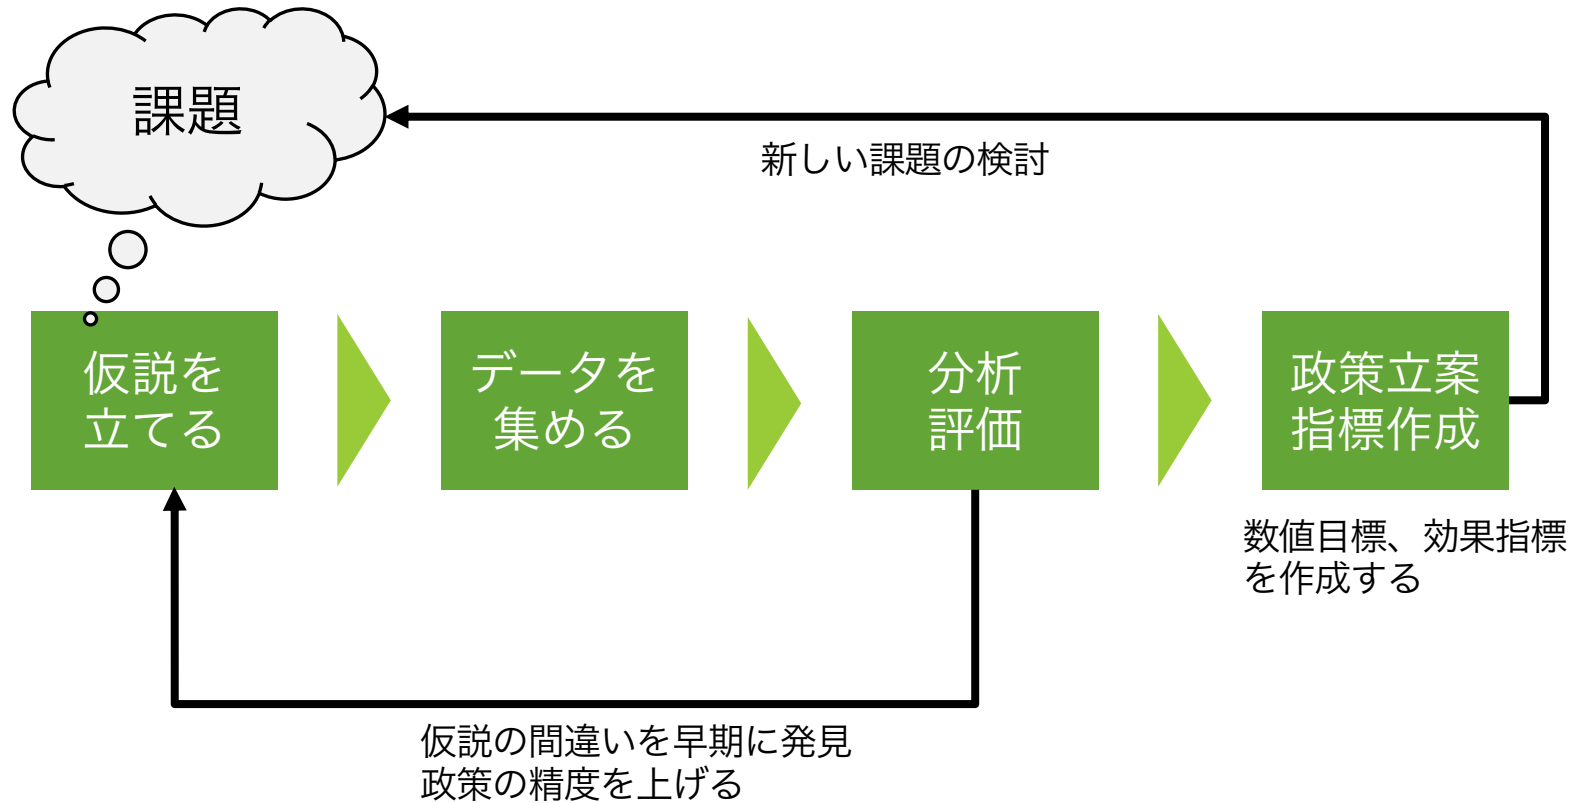 課題
新しい課題の検討
仮説を
立てる
データを
集める
分析
評価
政策立案
指標作成
数値目標、効果指標
を作成する
仮説の間違いを早期に発見
政策の精度を上げる